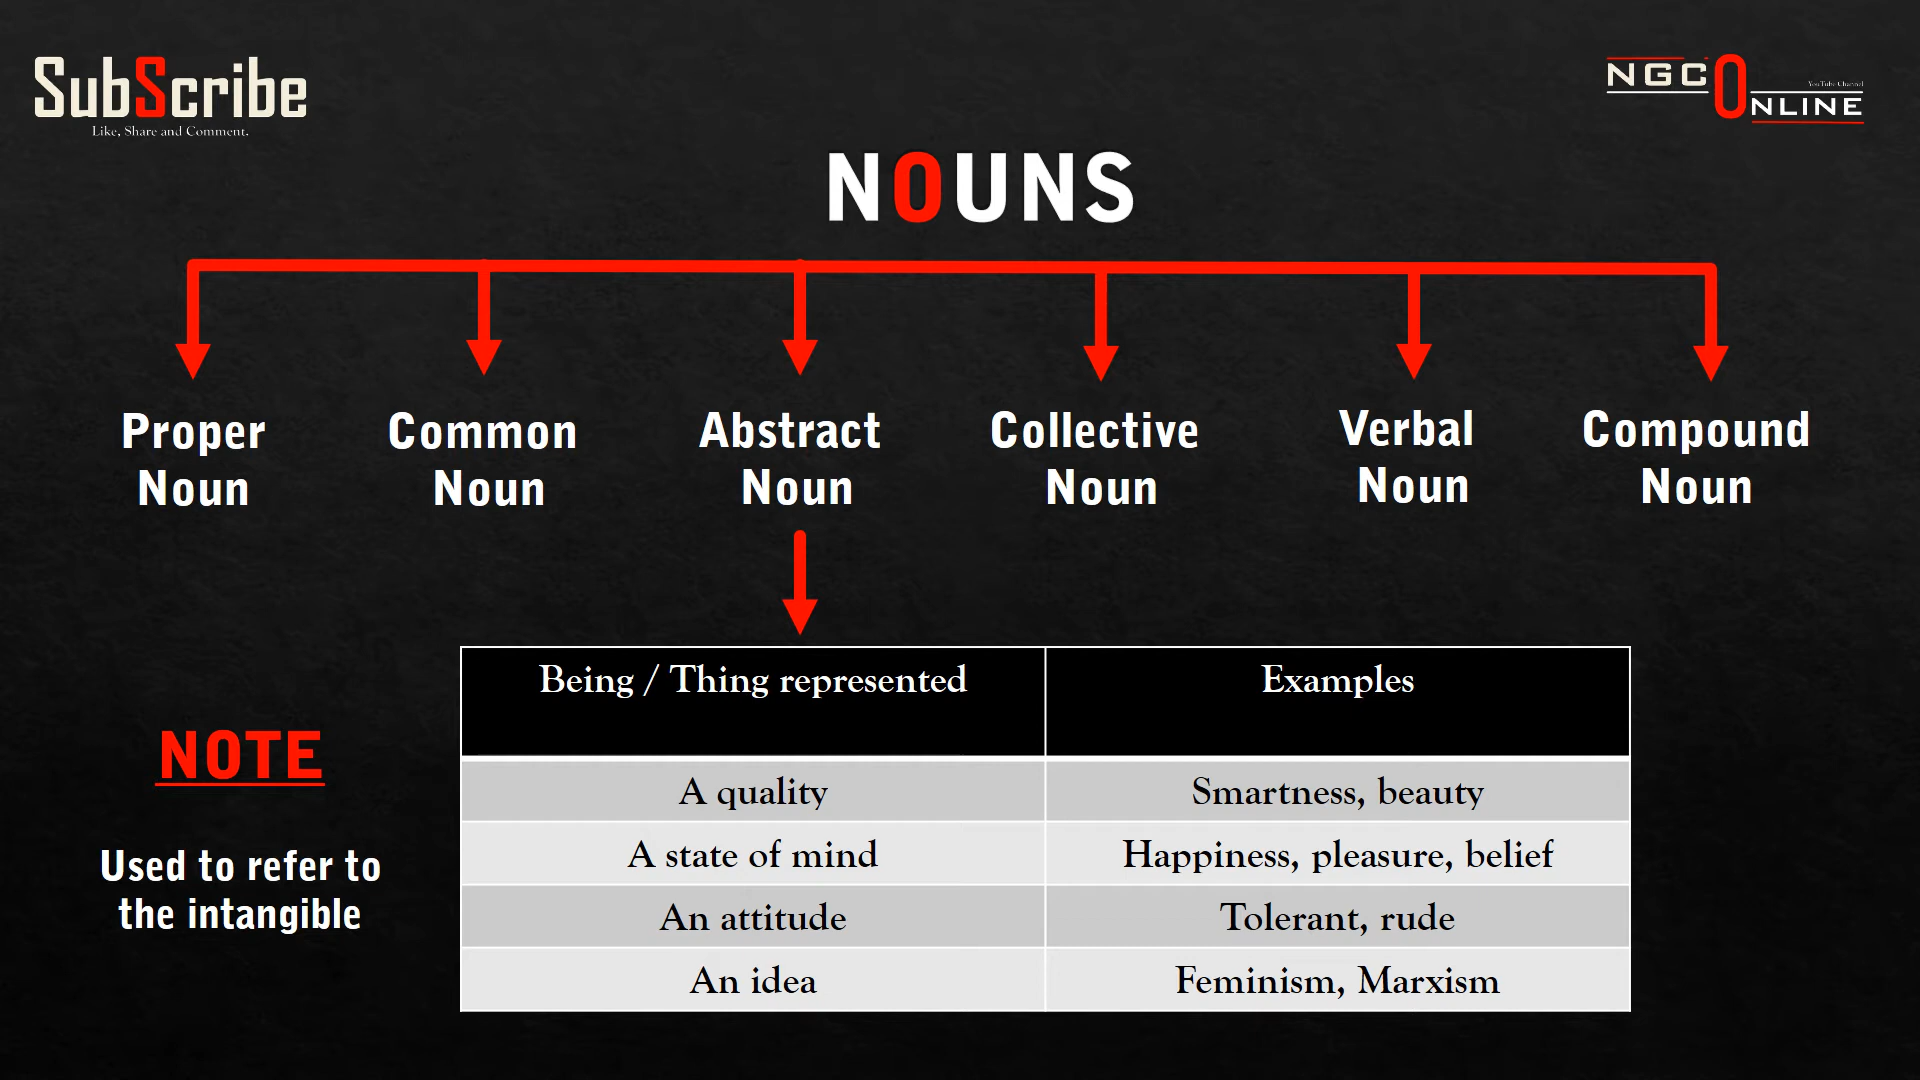 SubScribe
Like, Share and Comment.
NGC ONLINE
YouTube Channel
NOUNS
Proper
Noun
Common
Noun
Abstract
Noun
Collective
Noun
Verbal
Noun
Compound
Noun
NOTE
Used to refer to
the intangible
Being / Thing represented
Examples
A quality
Smartness, beauty
A state of mind
Happiness, pleasure, belief
An attitude
Tolerant, rude
An idea
Feminism, Marxism